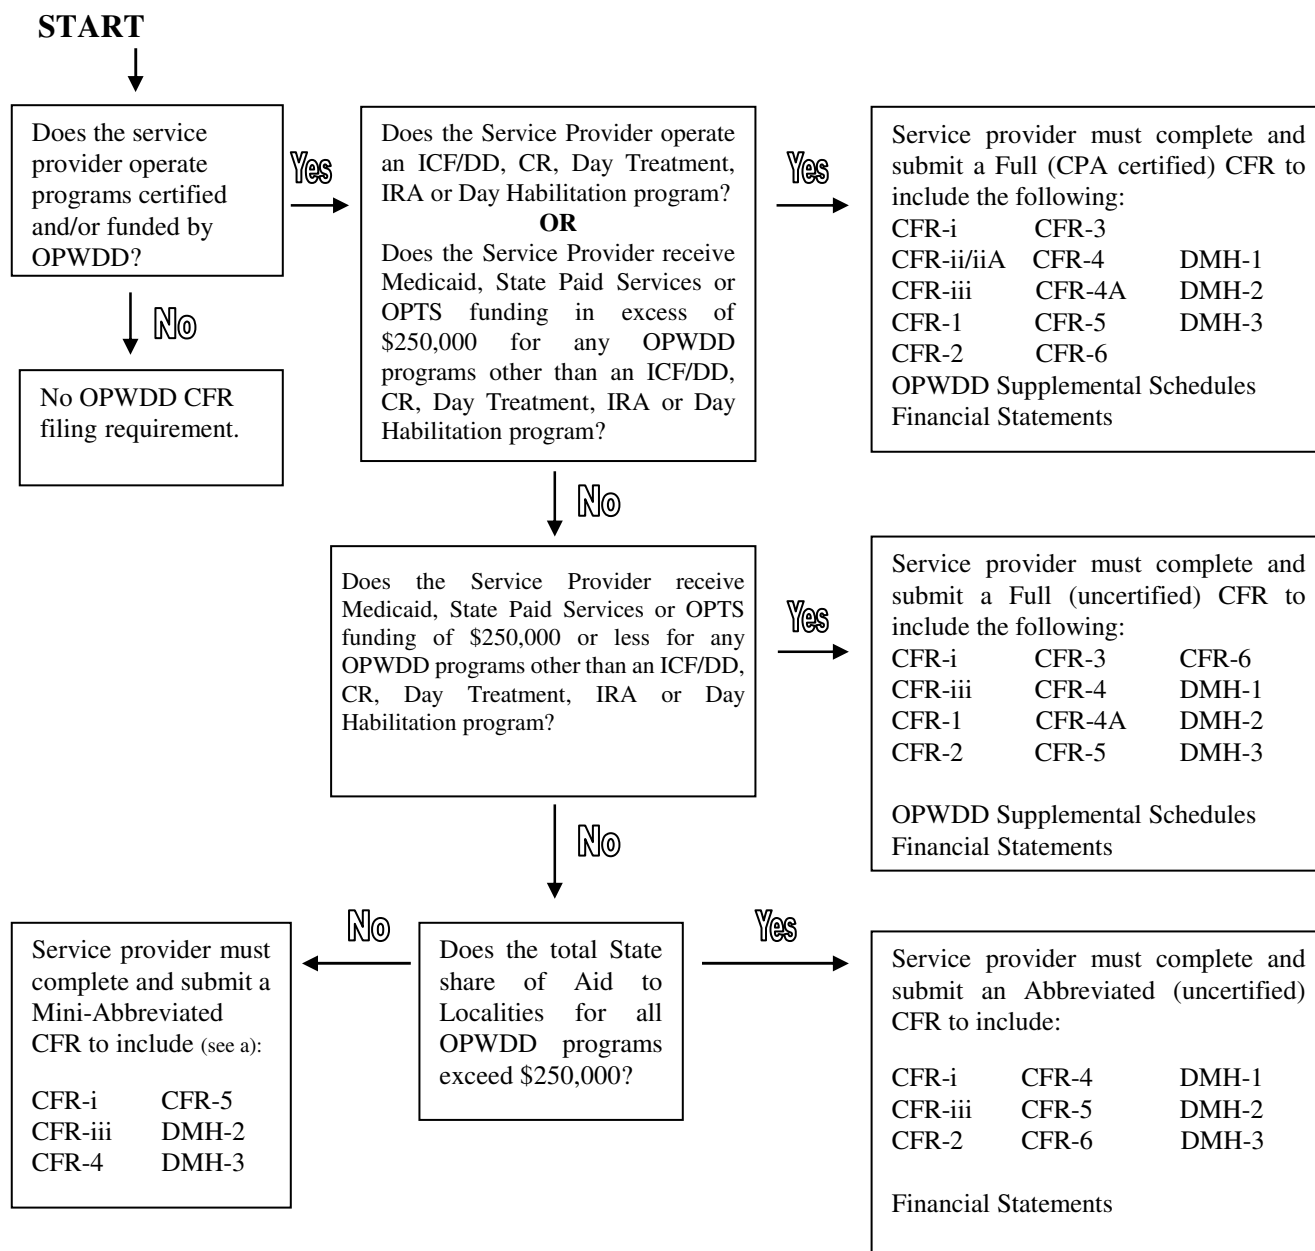 START
Does the service
provider operate
programs certified
and/or funded by
OPWDD?
Yes
Does the Service Provider operate
an ICF/DD, CR, Day Treatment,
IRA or Day Habilitation program?
OR
Does the Service Provider receive
Medicaid, State Paid Services or
OPTS funding in excess of
$250,000 for any OPWDD
programs other than an ICF/DD,
CR, Day Treatment, IRA or Day
Habilitation program?
Yes
Service provider must complete and
submit a Full (CPA certified) CFR to
include the following:
CFR-i CFR-3
CFR-ii/iiA CFR-4 DMH-1
CFR-iii CFR-4A DMH-2
CFR-1 CFR-5 DMH-3
CFR-2 CFR-6
OPWDD Supplemental Schedules
Financial Statements
No
No OPWDD CFR
filing requirement.
No
Does the Service Provider receive
Medicaid, State Paid Services or OPTS
funding of $250,000 or less for any
OPWDD programs other than an ICF/DD,
CR, Day Treatment, IRA or Day
Habilitation program?
Yes
Service provider must complete and
submit a Full (uncertified) CFR to
include the following:
CFR-i CFR-3 CFR-6
CFR-iii CFR-4 DMH-1
CFR-1 CFR-4A DMH-2
CFR-2 CFR-5 DMH-3
OPWDD Supplemental Schedules
Financial Statements
No
Does the total State
share of Aid to
Localities for all
OPWDD programs
exceed $250,000?
No
Service provider must
complete and submit a
Mini-Abbreviated
CFR to include (see a):
CFR-i CFR-5
CFR-iii DMH-2
CFR-4 DMH-3
Yes
Service provider must complete and
submit an Abbreviated (uncertified)
CFR to include:
CFR-i CFR-4 DMH-1
CFR-iii CFR-5 DMH-2
CFR-2 CFR-6 DMH-3
Financial Statements